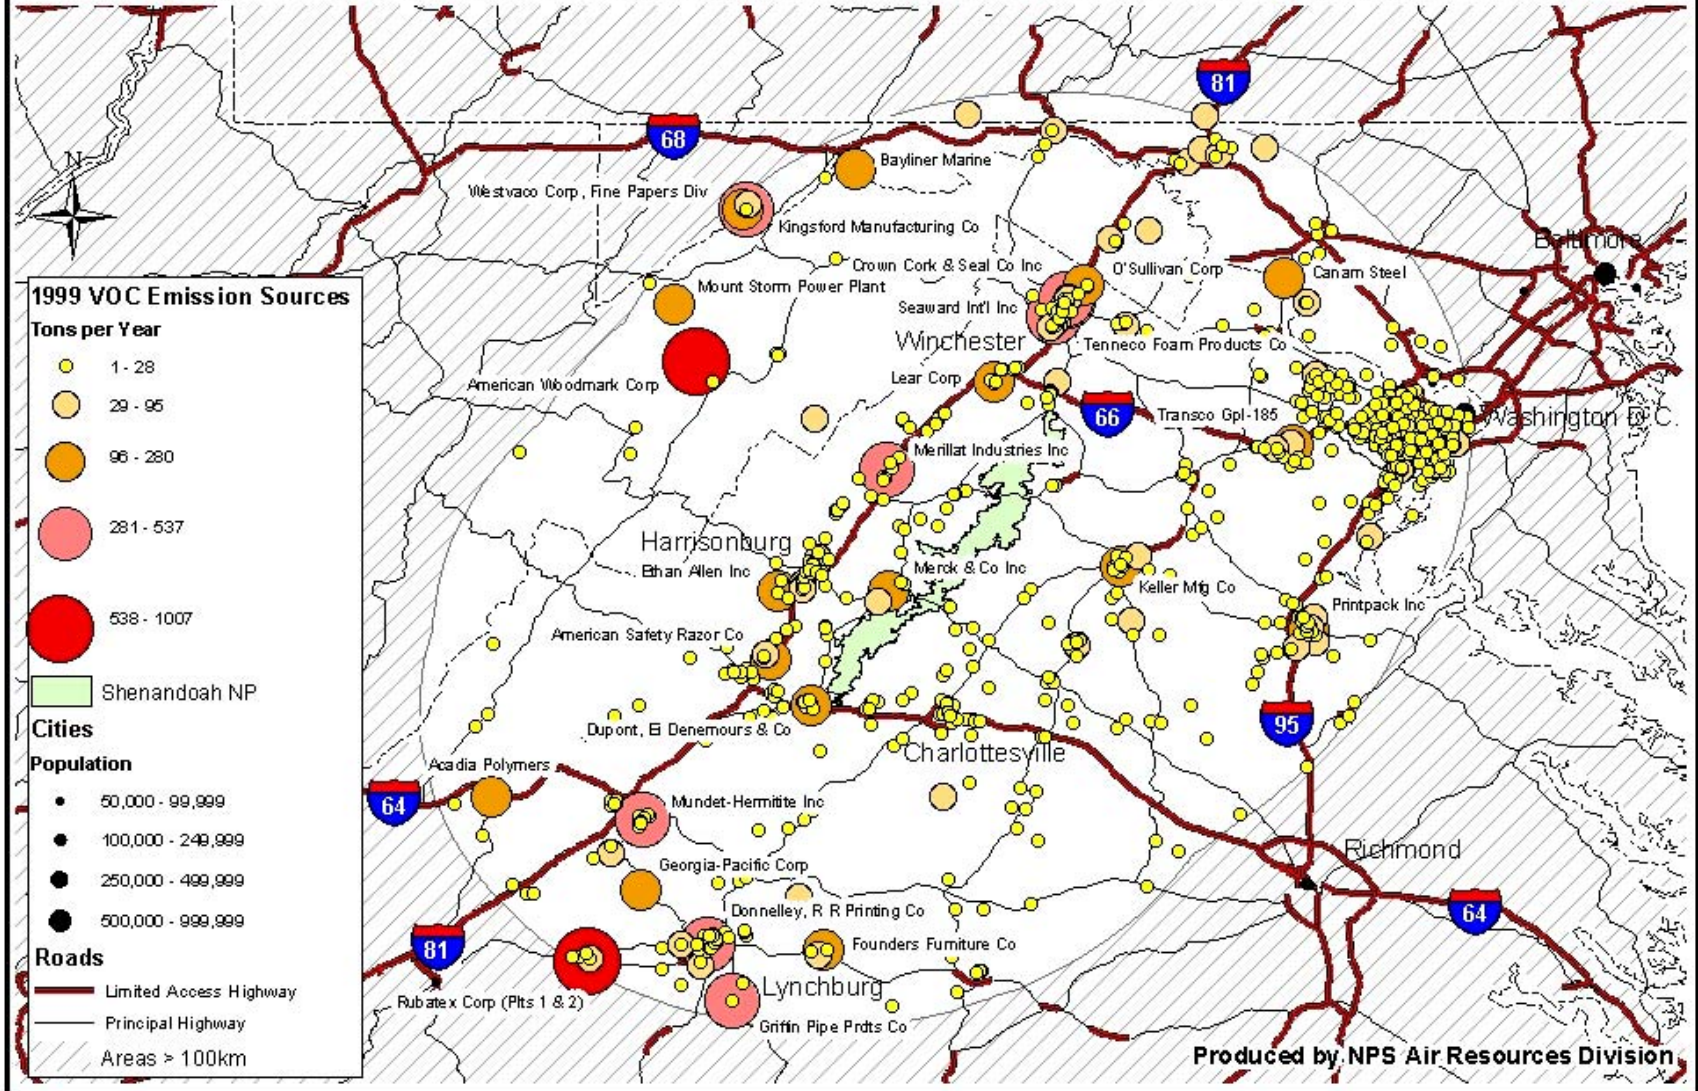 81
68
Bayliner Marine
N
Westvaco Corp, Fine Papers Div
Kingsford Manufacturing Co
Baltimore
Crown Cork & Seal Co Inc
O'Sullivan Corp
Canam Steel
Mount Storm Power Plant
Seaward Int'l Inc
Winchester
Tenneco Foam Products Co
American Woodmark Corp
Lear Corp
66
Transco Gpl-185
Washington D.C.
Merillat Industries Inc
Harrisonburg
Ethan Allen Inc
Merck & Co Inc
Keller Mfg Co
Printpack Inc
American Safety Razor Co
95
Dupont, Ei Denemours & Co
Charlottesville
Acadia Polymers
64
Mundet-Hermitite Inc
Richmond
Georgia-Pacific Corp
64
Donnelley, R R Printing Co
81
Founders Furniture Co
Lynchburg
Rubatex Corp (Plts 1 & 2)
Griffin Pipe Prdts Co
1999 VOC Emission Sources
Tons per Year
1 - 28
29 - 95
96 - 280
281 - 537
538 - 1007
Shenandoah NP
Cities
Population
50,000 - 99,999
100,000 - 249,999
250,000 - 499,999
500,000 - 999,999
Roads
Limited Access Highway
Principal Highway
Areas > 100km
Produced by NPS Air Resources Division